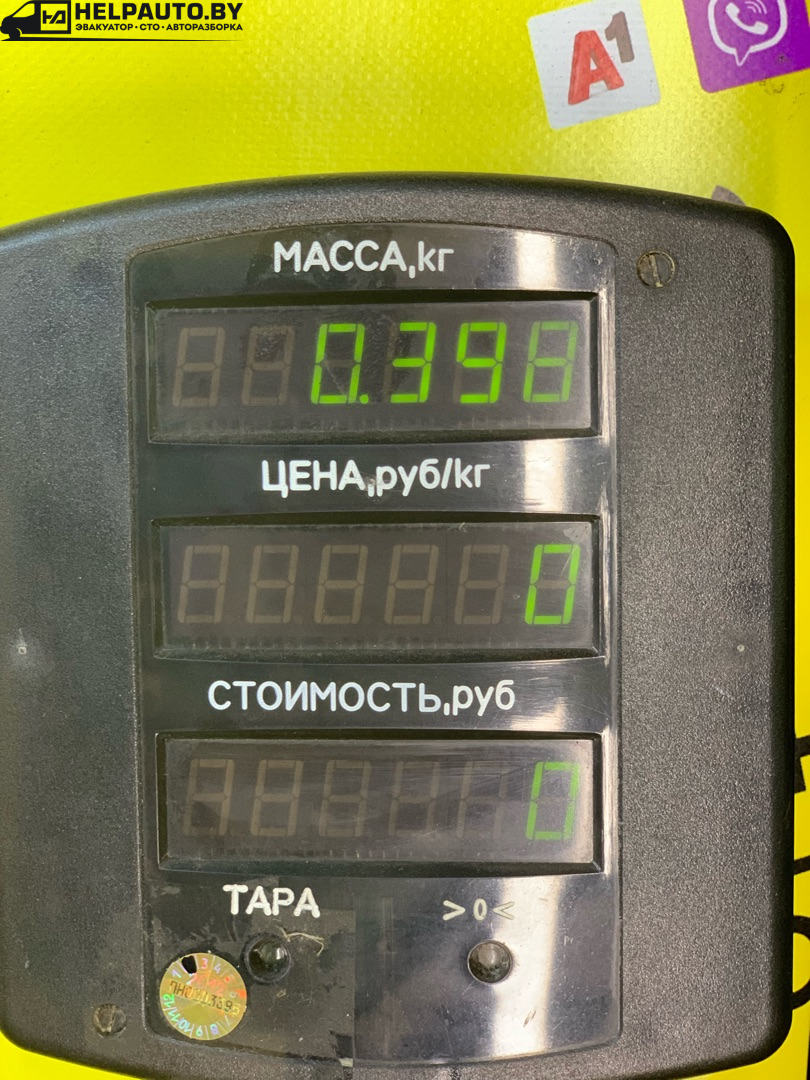 HELPAUTO.BY
ЭВАКУАТОР • СТО • АВТОРАЗБОРКА
A1
МАССА,кг
0.398
ЦЕНА,руб/кг
0
СТОИМОСТЬ,руб
0
ТАРА
>0<